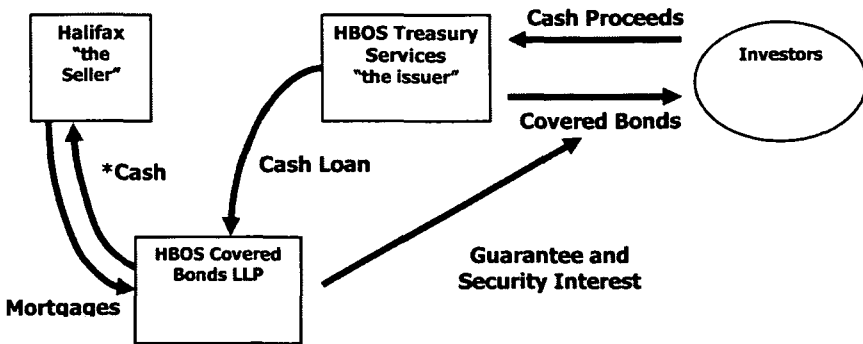 Halifax
"the
Seller"
HBOS Treasury
Services
"the issuer"
Cash Proceeds
Investors
Covered Bonds
*Cash
Cash Loan
HBOS Covered
Bonds LLP
Guarantee and
Security Interest
Mortgages